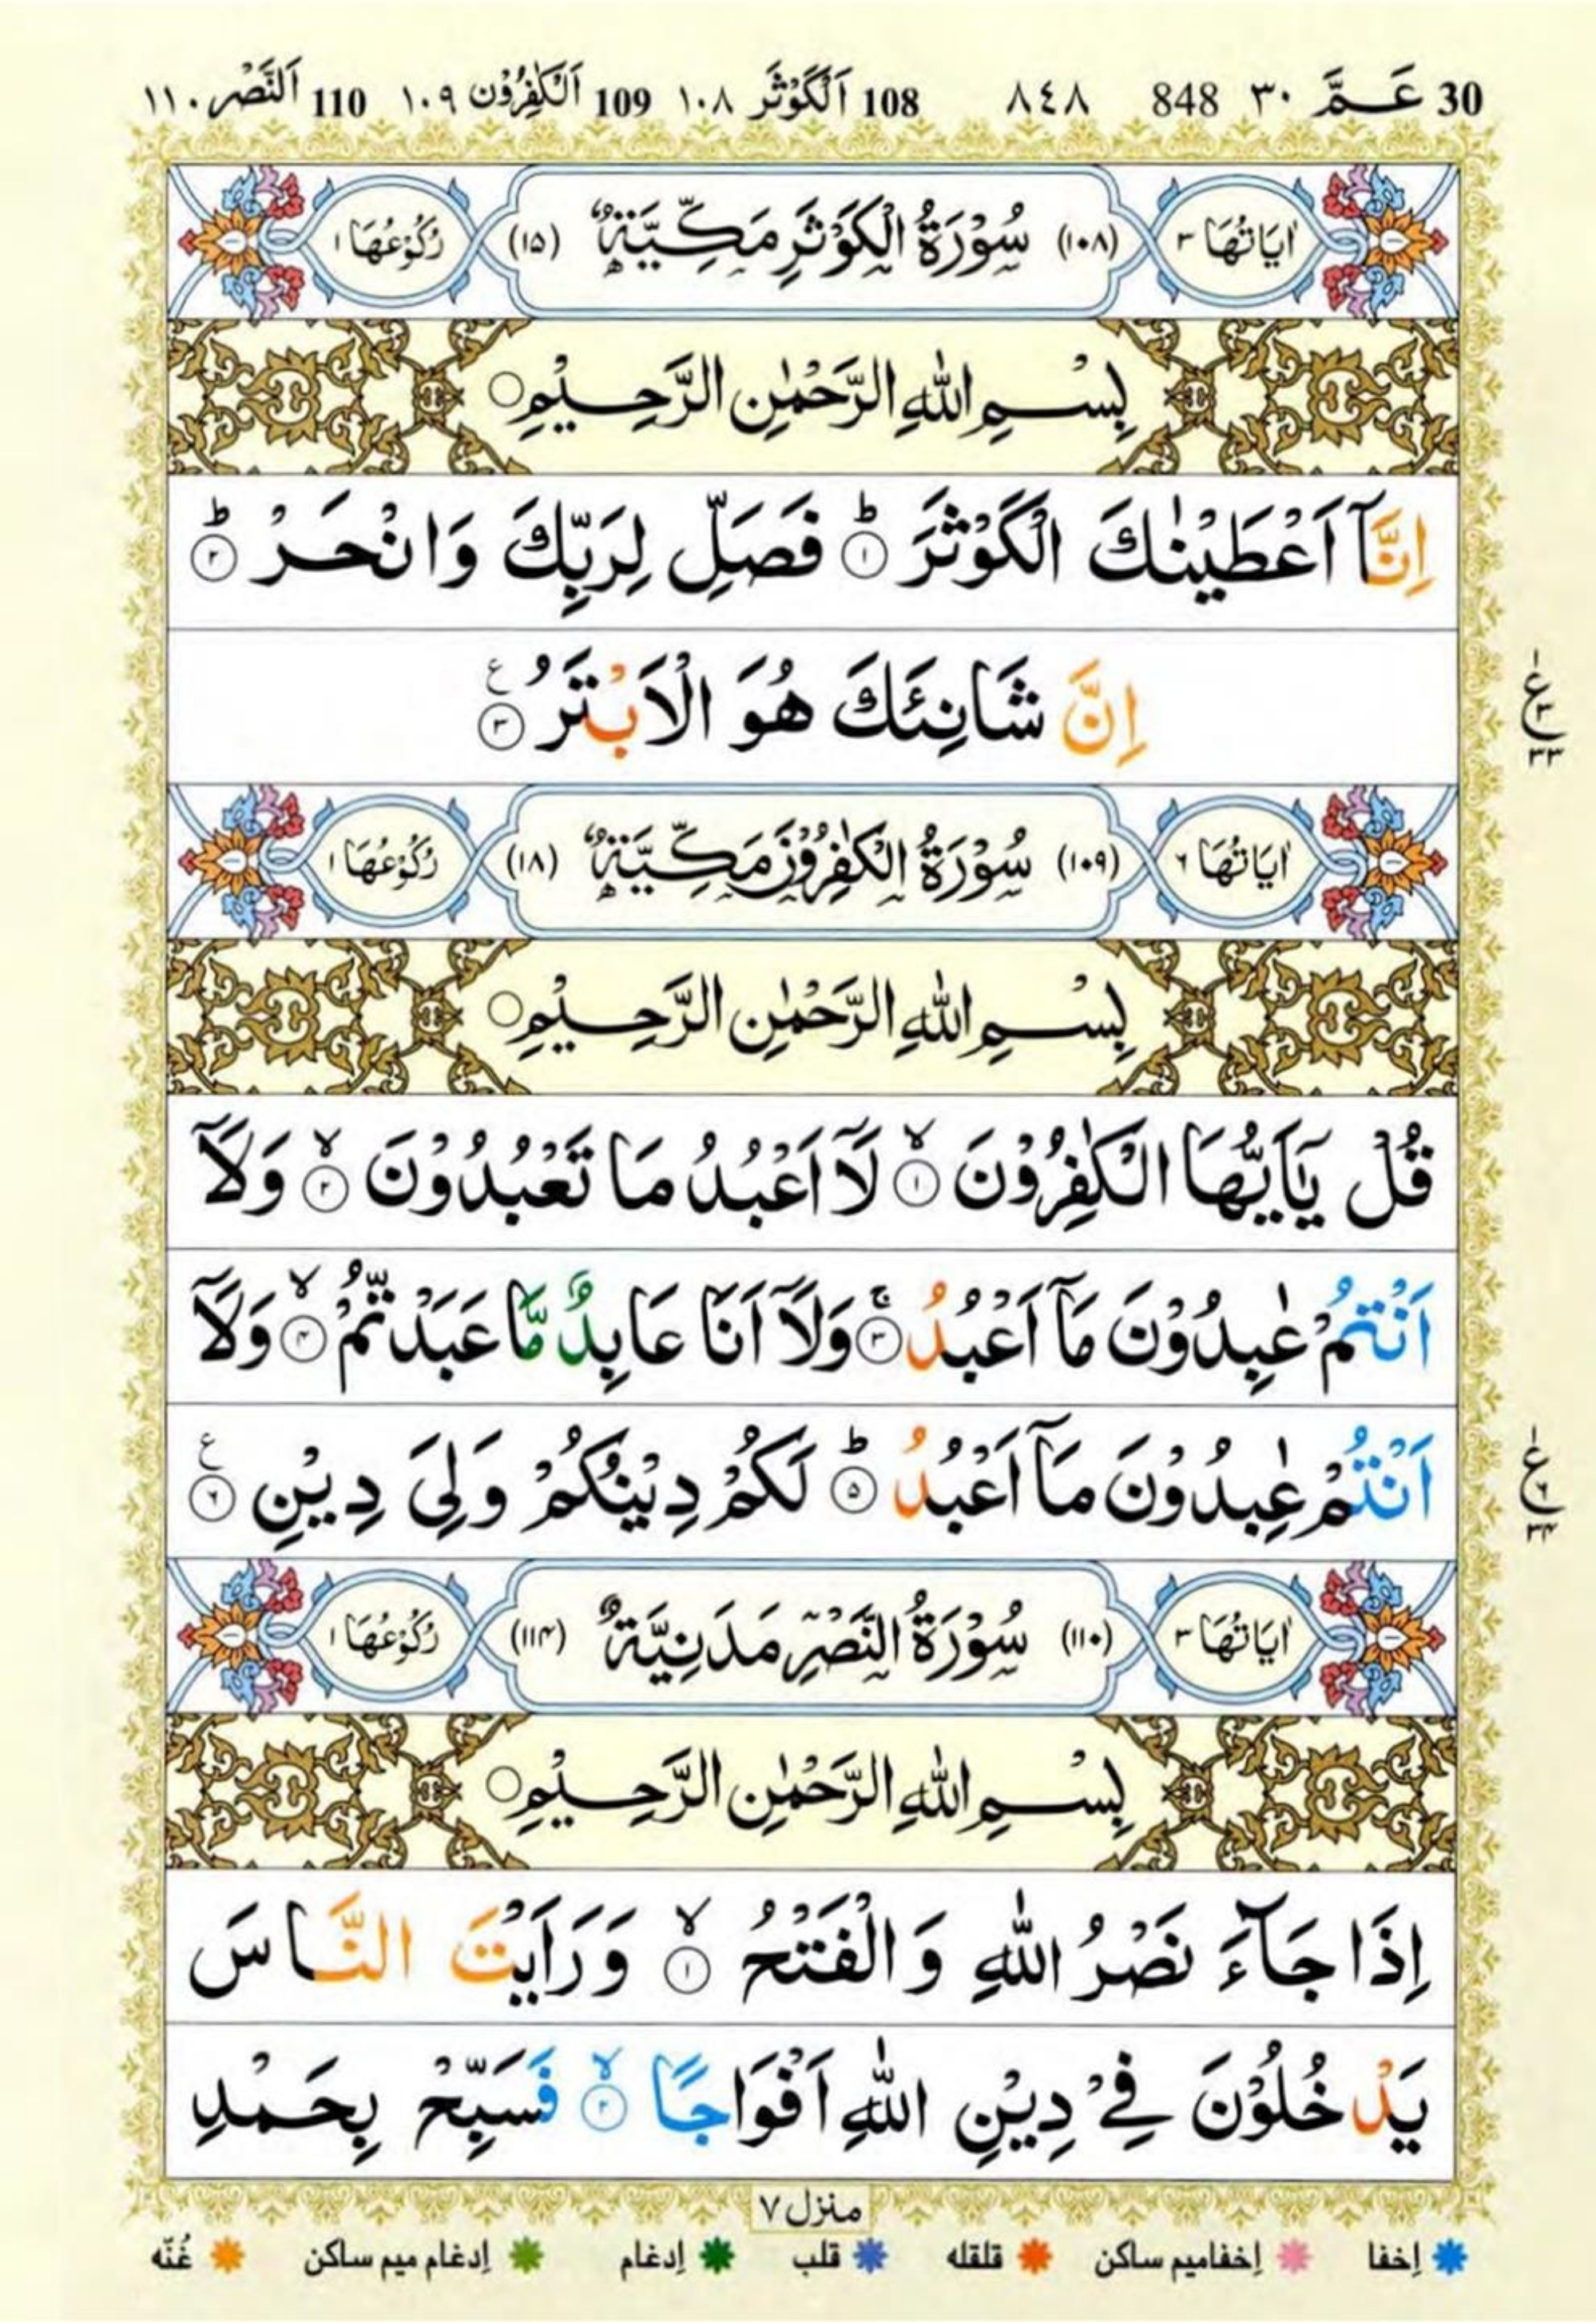 30 عَمَّ ٣٠ 848 ٨٤٨ 108 اَلْكَوْثَر ١٠٨ 109 اَلْكٰفِرُوْن ١٠٩ 110 اَلنَّصْر ١١٠
اٰيَاتُهَا ٣ (١٠٨) سُوْرَةُ الْكَوْثَرِ مَكِّيَّةٌ (١٥) رُكُوْعُهَا ١
بِسْمِ اللّٰهِ الرَّحْمٰنِ الرَّحِيْمِ
اِنَّاۤ اَعْطَيْنٰكَ الْكَوْثَرَ ؕ ١ فَصَلِّ لِرَبِّكَ وَانْحَرْ ؕ ٢
اِنَّ شَانِئَكَ هُوَ الْاَبْتَرُ ٣ ع
ع ٣ ٣٣
اٰيَاتُهَا ٦ (١٠٩) سُوْرَةُ الْكٰفِرُوْنَ مَكِّيَّةٌ (١٨) رُكُوْعُهَا ١
بِسْمِ اللّٰهِ الرَّحْمٰنِ الرَّحِيْمِ
قُلْ يٰۤاَيُّهَا الْكٰفِرُوْنَ ۙ ١ لَاۤ اَعْبُدُ مَا تَعْبُدُوْنَ ۙ ٢ وَلَاۤ
اَنْتُمْ عٰبِدُوْنَ مَاۤ اَعْبُدُ ۚ ٣ وَلَاۤ اَنَا عَابِدٌ مَّا عَبَدْتُّمْ ۙ ٤ وَلَاۤ
اَنْتُمْ عٰبِدُوْنَ مَاۤ اَعْبُدُ ؕ ٥ لَكُمْ دِيْنُكُمْ وَلِىَ دِيْنِ ٦ ع
ع ٦ ٣٤
اٰيَاتُهَا ٣ (١١٠) سُوْرَةُ النَّصْرِ مَدَنِيَّةٌ (١١٤) رُكُوْعُهَا ١
بِسْمِ اللّٰهِ الرَّحْمٰنِ الرَّحِيْمِ
اِذَا جَآءَ نَصْرُ اللّٰهِ وَالْفَتْحُ ۙ ١ وَرَاَيْتَ النَّاسَ
يَدْخُلُوْنَ فِىْ دِيْنِ اللّٰهِ اَفْوَاجًا ۙ ٢ فَسَبِّحْ بِحَمْدِ
منزل ٧
إخفا إخفاميم ساكن قلقله قلب إدغام إدغام ميم ساكن غُنّه